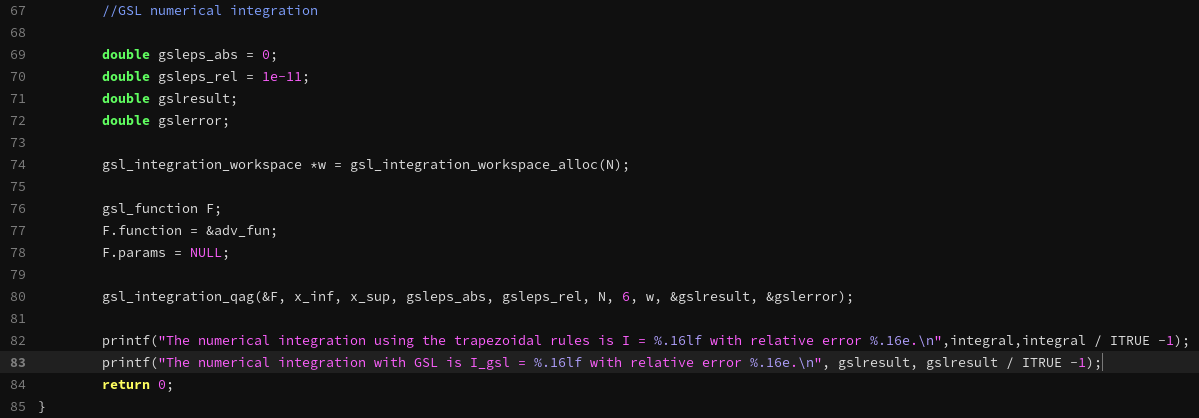 67 //GSL numerical integration
68
69 double gsleps_abs = 0;
70 double gsleps_rel = 1e-11;
71 double gslresult;
72 double gslerror;
73
74 gsl_integration_workspace *w = gsl_integration_workspace_alloc(N);
75
76 gsl_function F;
77 F.function = &adv_fun;
78 F.params = NULL;
79
80 gsl_integration_qag(&F, x_inf, x_sup, gsleps_abs, gsleps_rel, N, 6, w, &gslresult, &gslerror);
81
82 printf("The numerical integration using the trapezoidal rules is I = %.16lf with relative error %.16e.\n",integral,integral / ITRUE -1);
83 printf("The numerical integration with GSL is I_gsl = %.16lf with relative error %.16e.\n", gslresult, gslresult / ITRUE -1);
84 return 0;
85 }